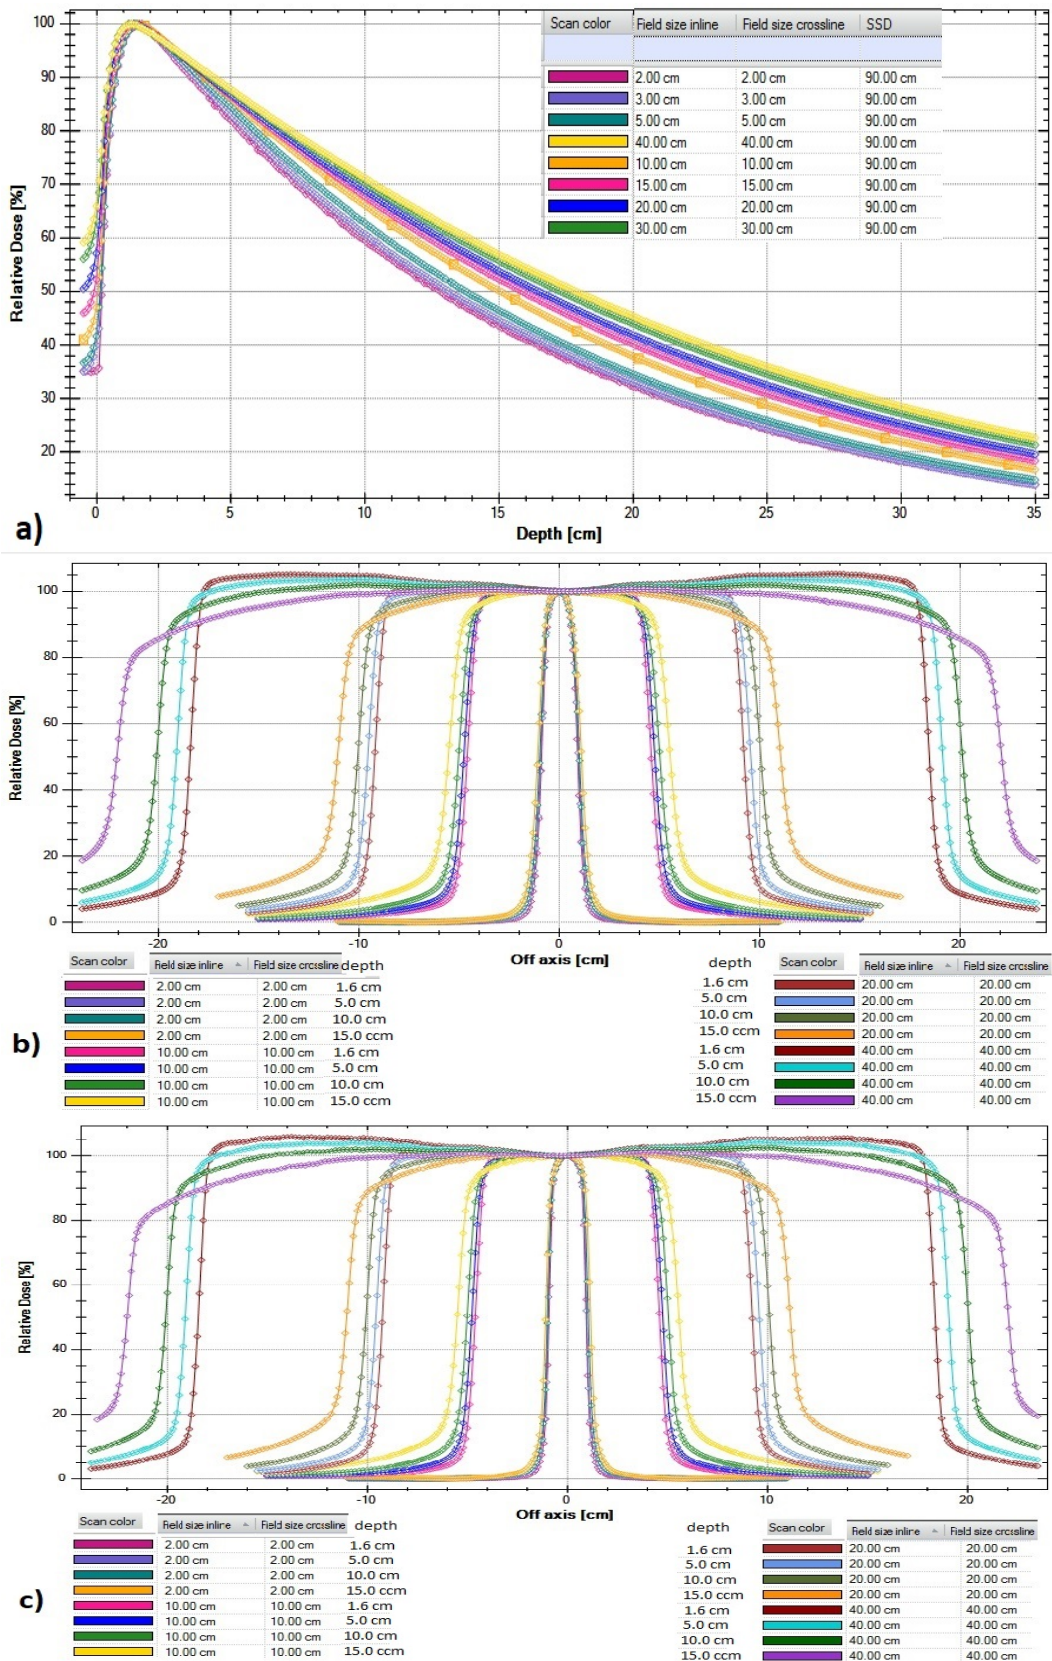 Scan color Field size inline Field size crossline SSD
2.00 cm 2.00 cm 90.00 cm
3.00 cm 3.00 cm 90.00 cm
5.00 cm 5.00 cm 90.00 cm
40.00 cm 40.00 cm 90.00 cm
10.00 cm 10.00 cm 90.00 cm
15.00 cm 15.00 cm 90.00 cm
20.00 cm 20.00 cm 90.00 cm
30.00 cm 30.00 cm 90.00 cm
Relative Dose [%]
100
90
80
70
60
50
40
30
20
0 5 10 15 20 25 30 35
Depth [cm]
a)
Relative Dose [%]
100
80
60
40
20
0
-20 -10 0 10 20
Off axis [cm]
b)
Scan color Field size inline Field size crossline depth
2.00 cm 2.00 cm 1.6 cm
2.00 cm 2.00 cm 5.0 cm
2.00 cm 2.00 cm 10.0 cm
2.00 cm 2.00 cm 15.0 ccm
10.00 cm 10.00 cm 1.6 cm
10.00 cm 10.00 cm 5.0 cm
10.00 cm 10.00 cm 10.0 cm
10.00 cm 10.00 cm 15.0 ccm
depth Scan color Field size inline Field size crossline
1.6 cm 20.00 cm 20.00 cm
5.0 cm 20.00 cm 20.00 cm
10.0 cm 20.00 cm 20.00 cm
15.0 ccm 20.00 cm 20.00 cm
1.6 cm 40.00 cm 40.00 cm
5.0 cm 40.00 cm 40.00 cm
10.0 cm 40.00 cm 40.00 cm
15.0 ccm 40.00 cm 40.00 cm
Relative Dose [%]
100
80
60
40
20
0
-20 -10 0 10 20
Off axis [cm]
c)
Scan color Field size inline Field size crossline depth
2.00 cm 2.00 cm 1.6 cm
2.00 cm 2.00 cm 5.0 cm
2.00 cm 2.00 cm 10.0 cm
2.00 cm 2.00 cm 15.0 ccm
10.00 cm 10.00 cm 1.6 cm
10.00 cm 10.00 cm 5.0 cm
10.00 cm 10.00 cm 10.0 cm
10.00 cm 10.00 cm 15.0 ccm
depth Scan color Field size inline Field size crossline
1.6 cm 20.00 cm 20.00 cm
5.0 cm 20.00 cm 20.00 cm
10.0 cm 20.00 cm 20.00 cm
15.0 ccm 20.00 cm 20.00 cm
1.6 cm 40.00 cm 40.00 cm
5.0 cm 40.00 cm 40.00 cm
10.0 cm 40.00 cm 40.00 cm
15.0 cm 40.00 cm 40.00 cm